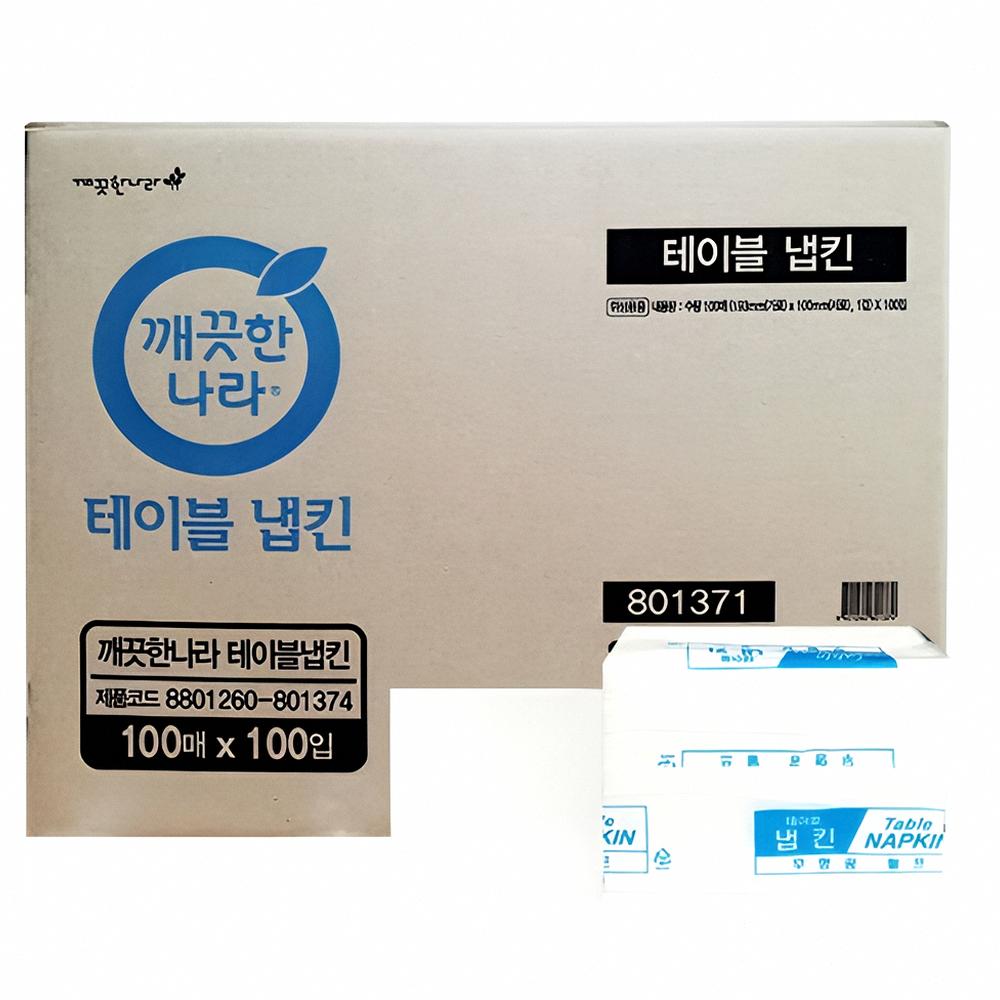 깨끗한나라
테이블 냅킨
깨끗한
나라
테이블 냅킨
801371
깨끗한나라 테이블냅킨
제품코드 8801260-801374
100매 x 100입
냅킨
Table
NAPKIN
KIN